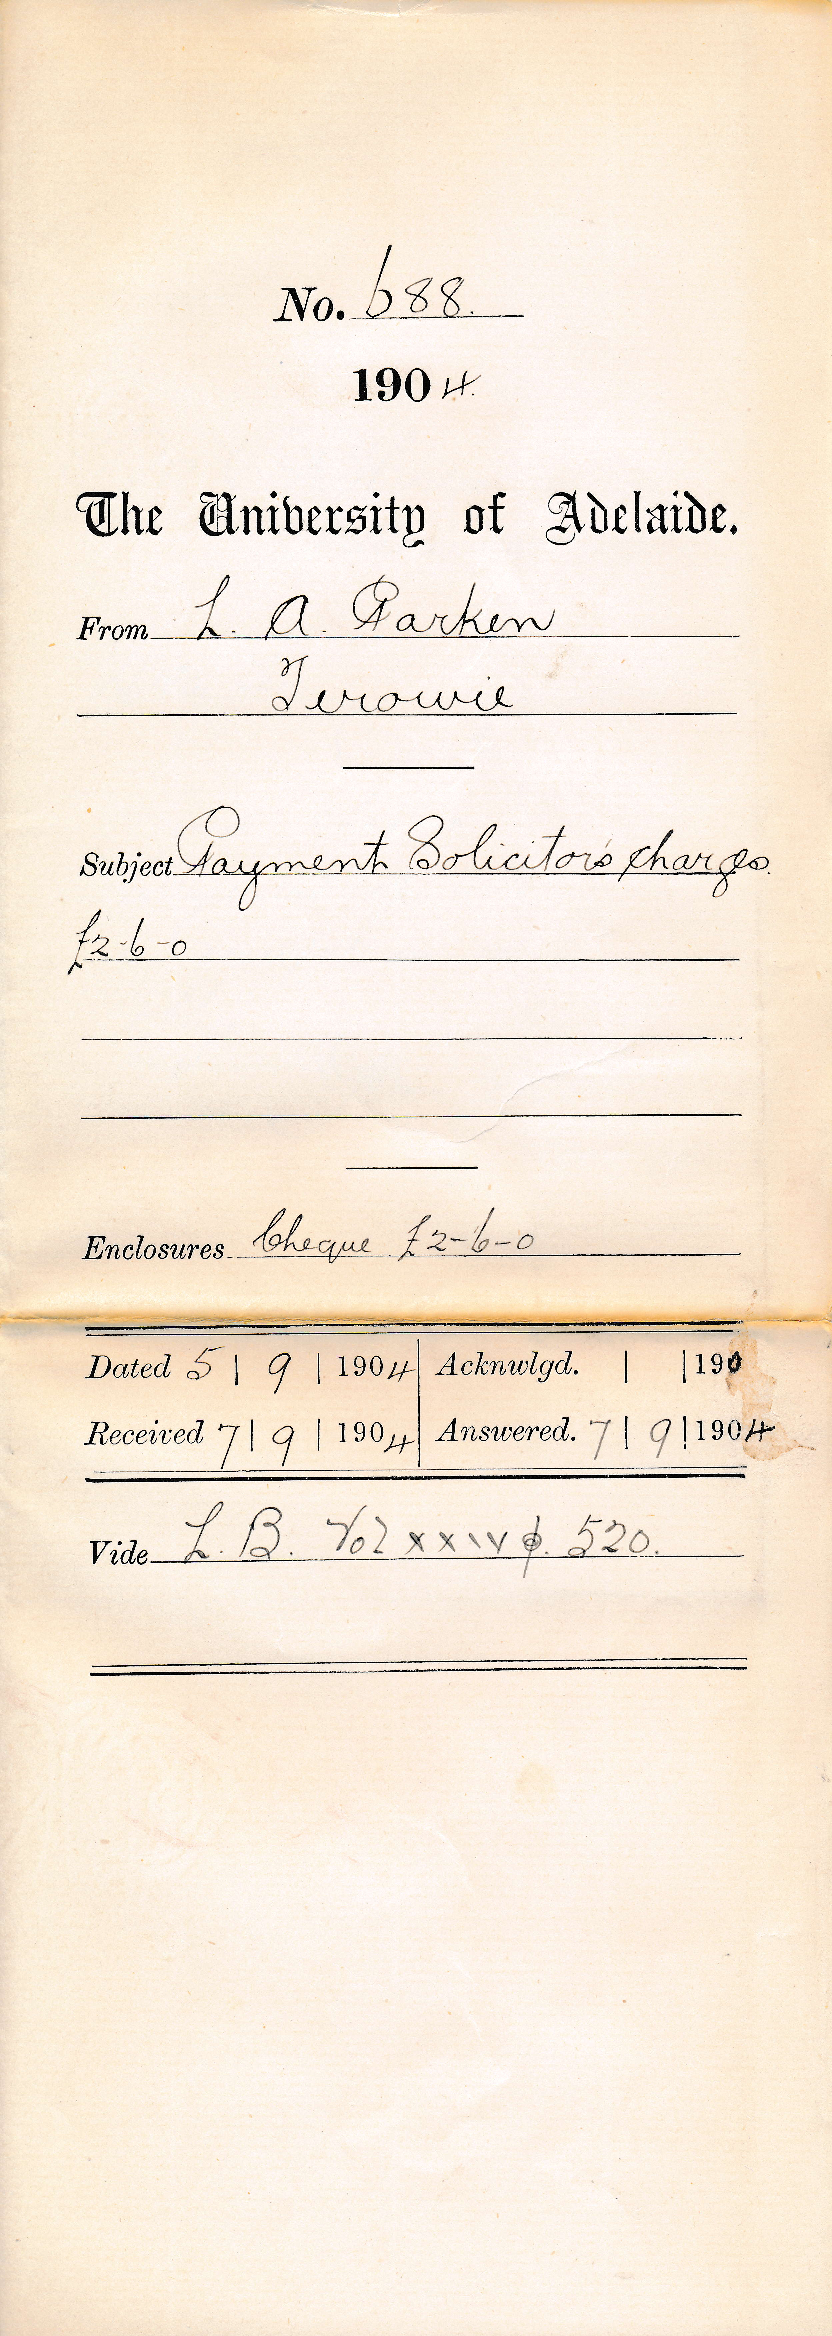 No. 688.
1904.
The University of Adelaide.
From L. A. Parken
Terowie
Subject Payment Solicitor's charges
£2-6-0
Enclosures Cheque £2-6-0
Dated 5 | 9 | 1904 Acknwlgd. | | 190
Received 7 | 9 | 1904 Answered. 7 | 9 | 1904
Vide L. B. Vol xxiv p. 520.